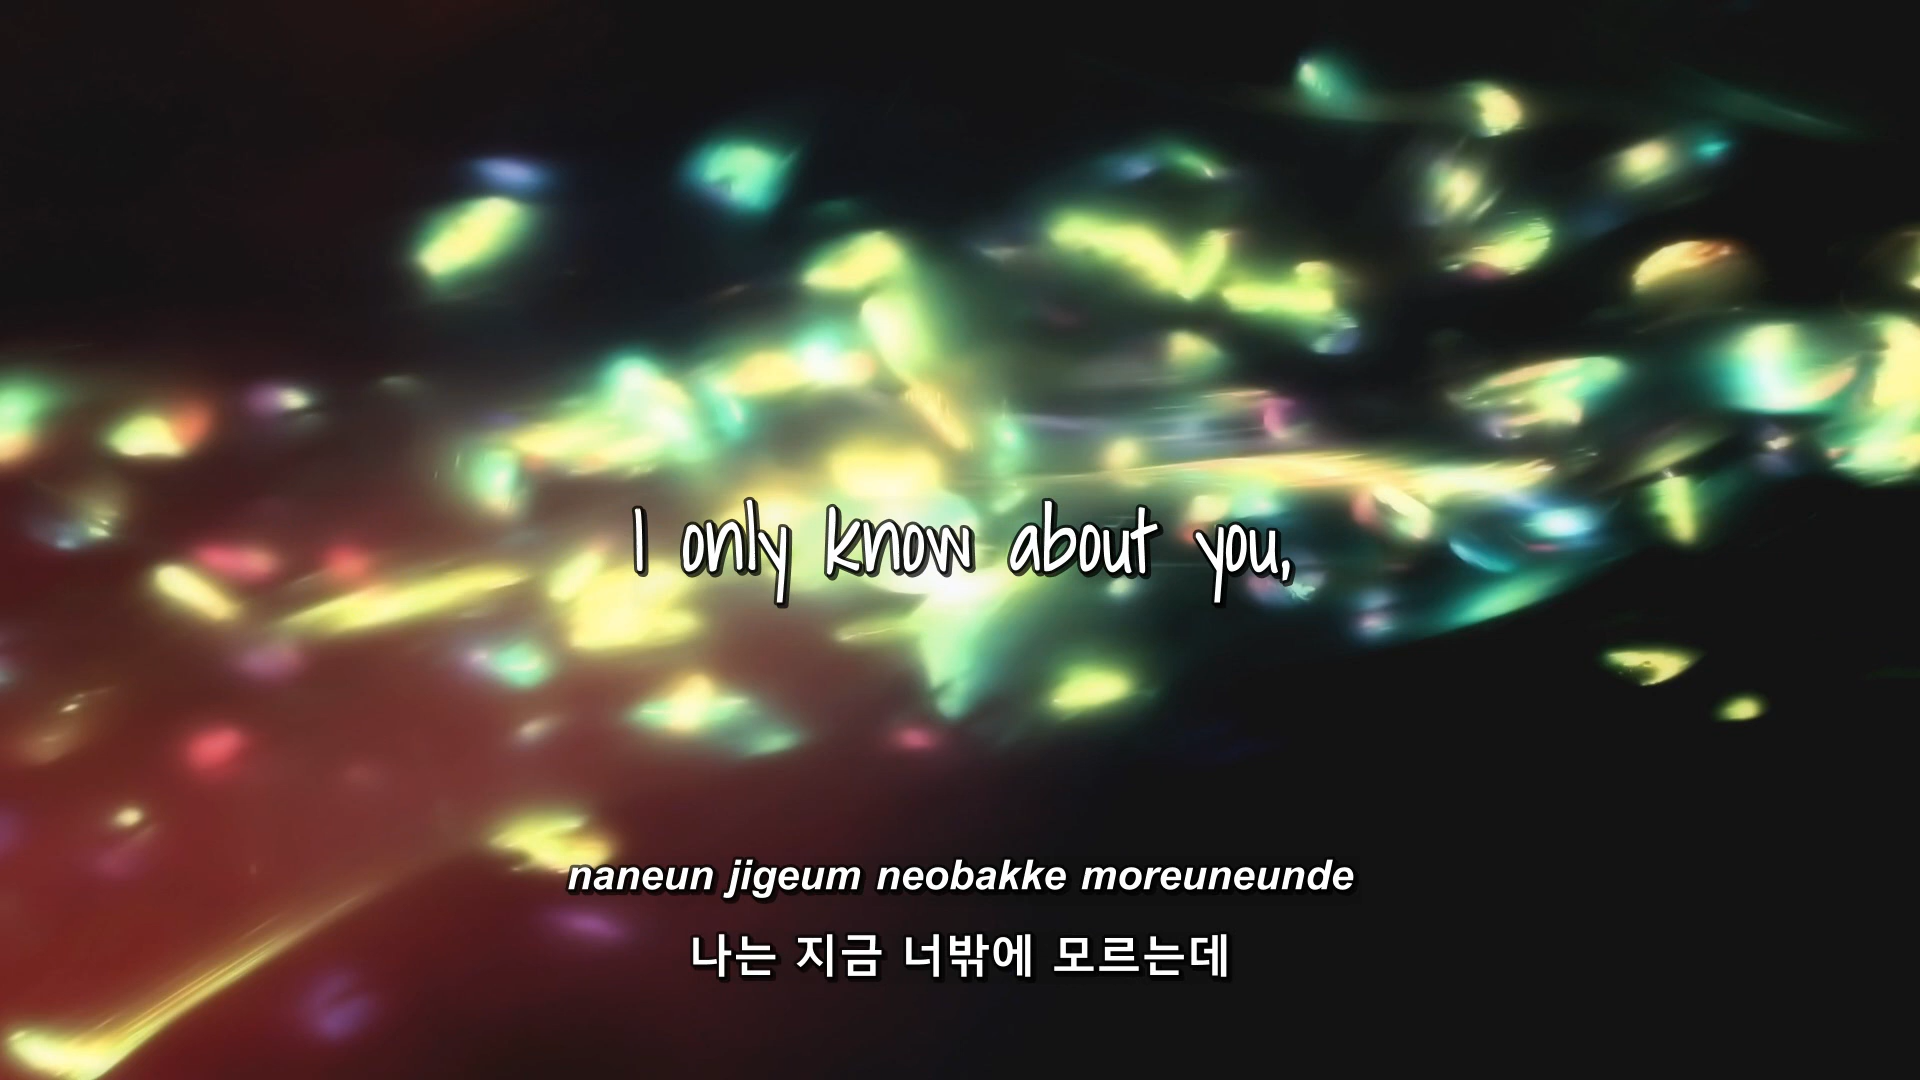 I only know about you,
naneun jigeum neobakke moreuneunde
나는 지금 너밖에 모르는데